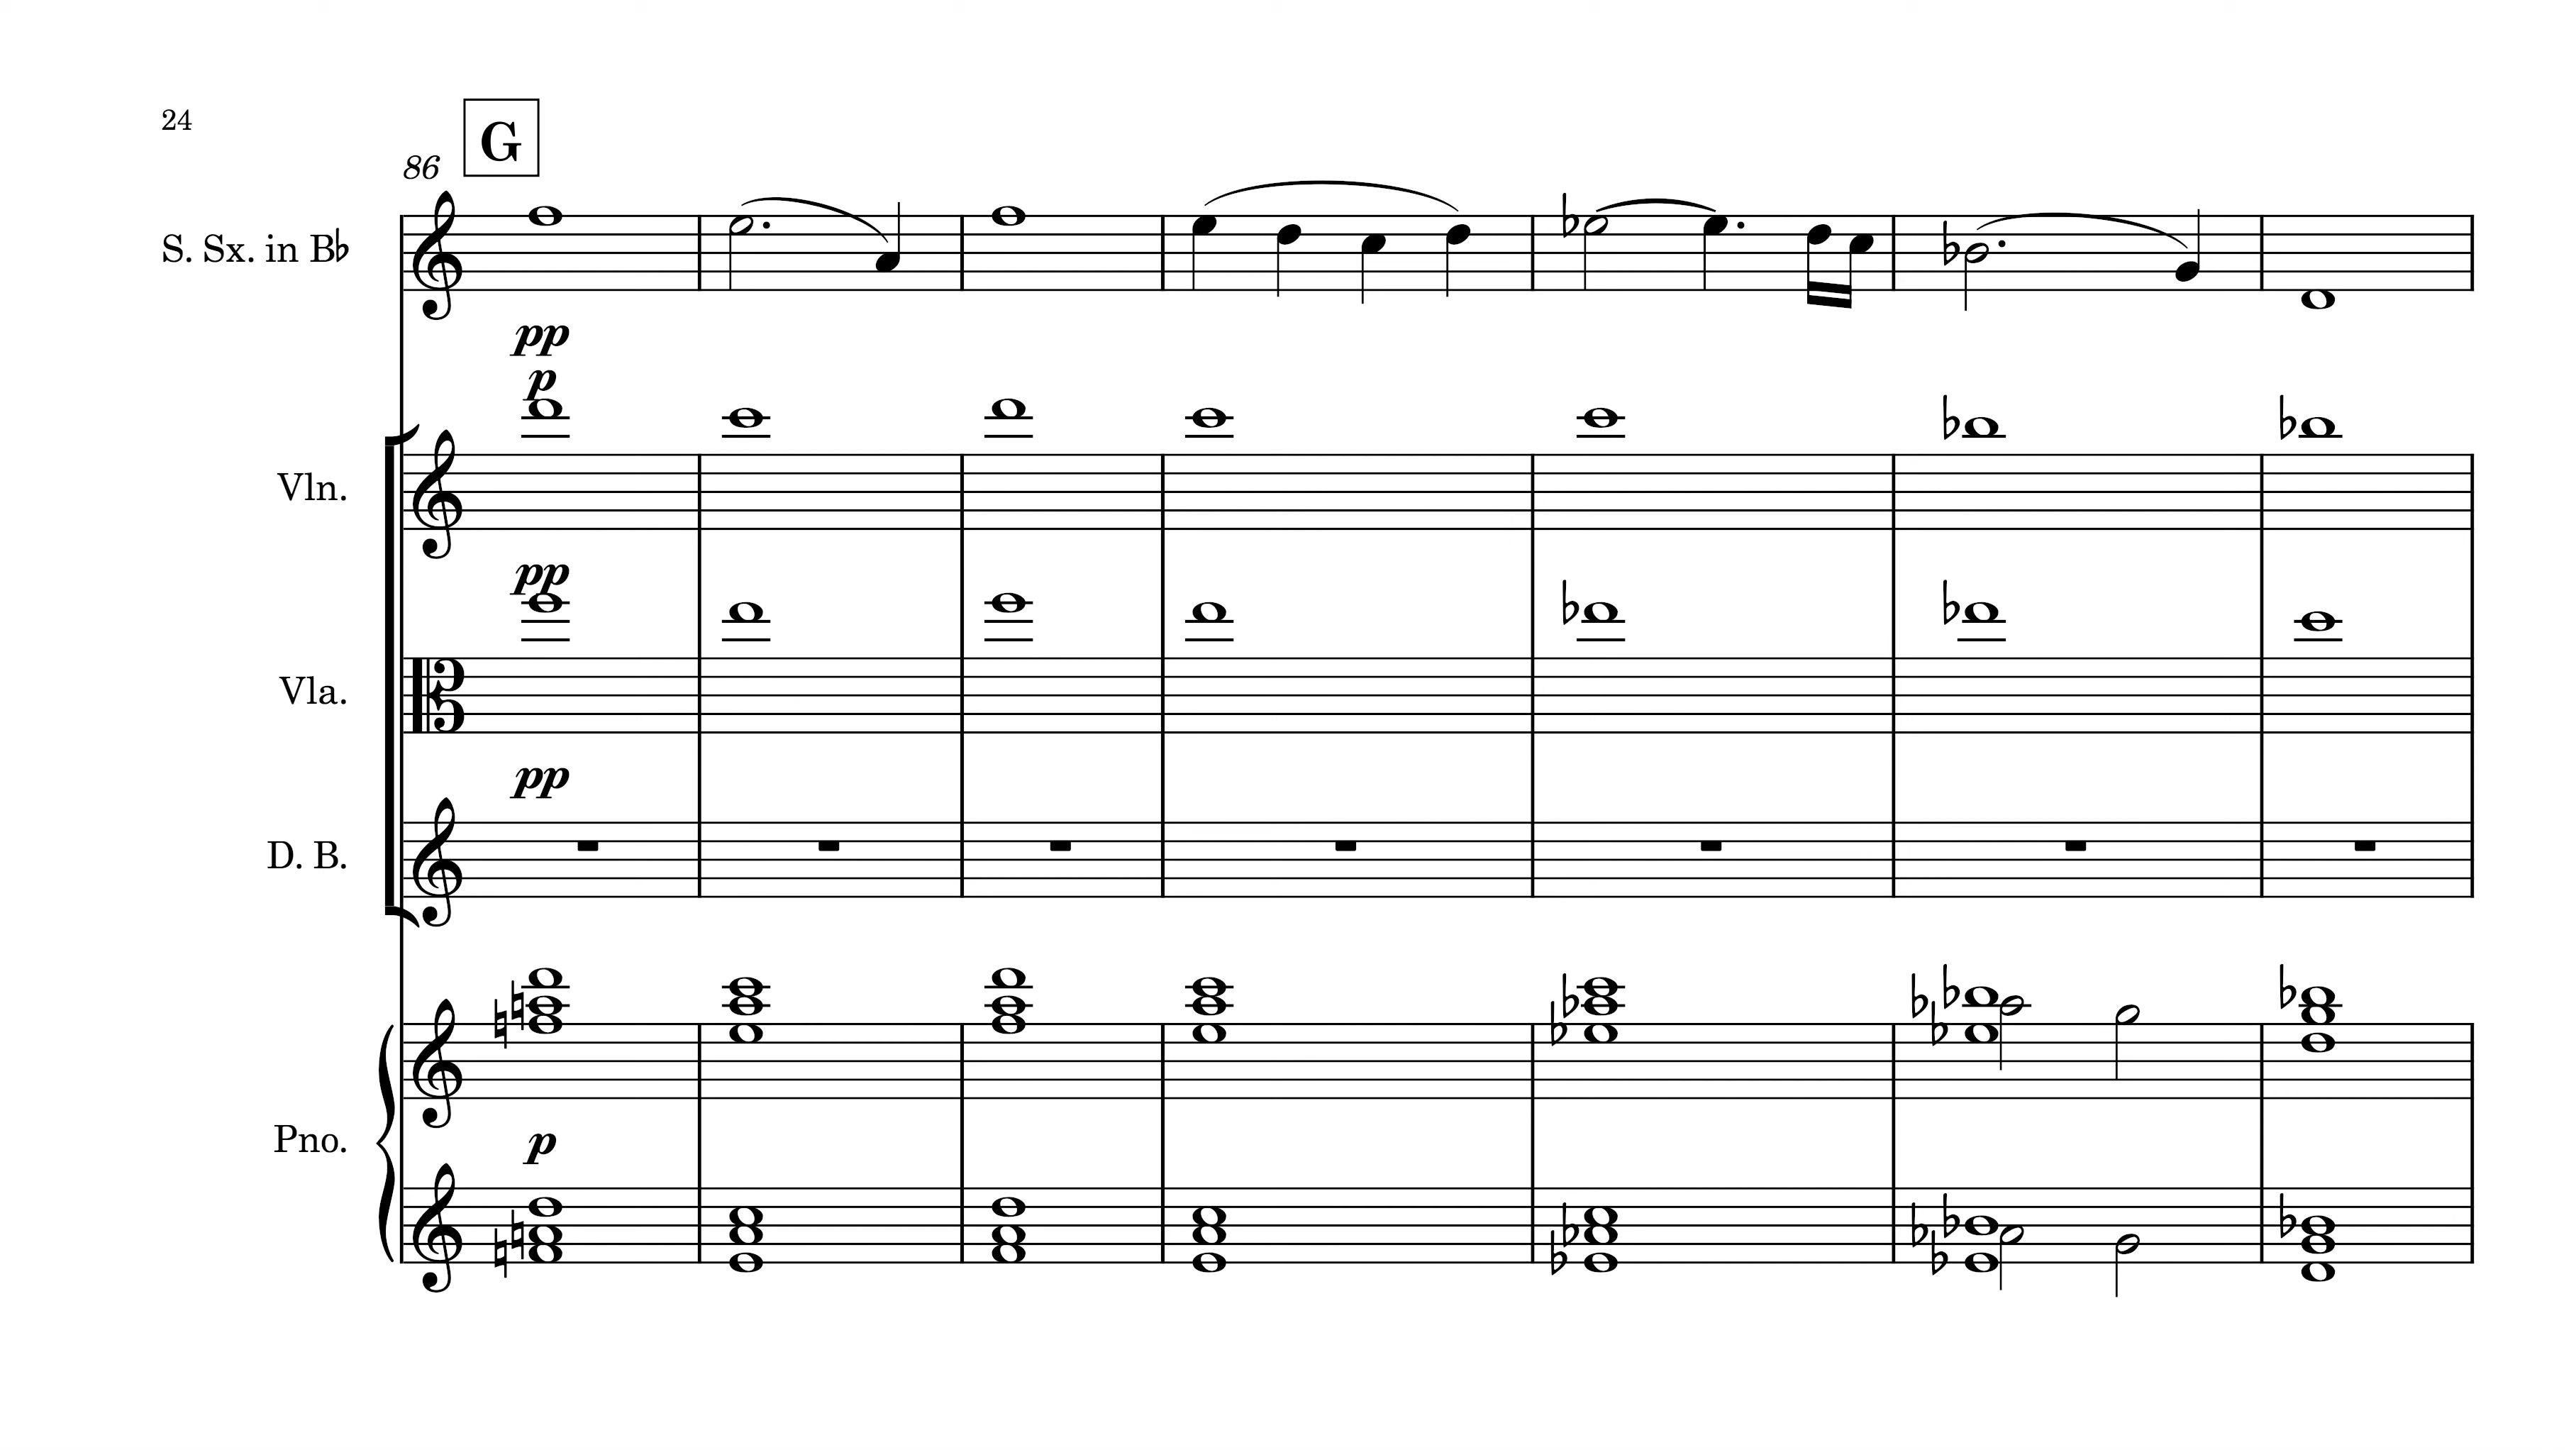 24
G
86
S. Sx. in B♭
pp
p
Vln.
pp
Vla.
pp
D. B.
Pno.
p